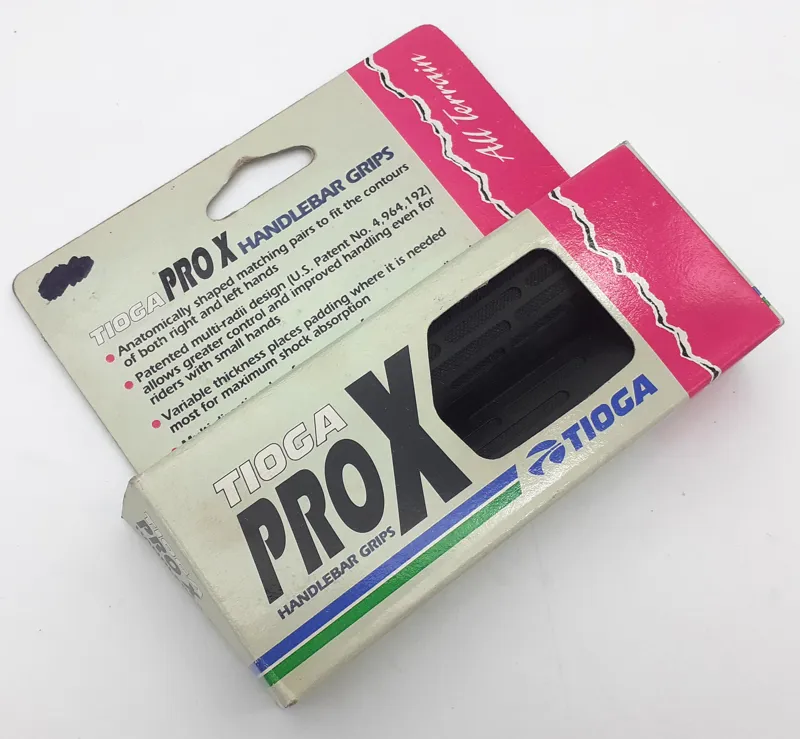 All Terrain
TIOGA PRO X HANDLEBAR GRIPS
• Anatomically shaped matching pairs to fit the contours
of both right and left hands
• Patented multi-radii design (U.S. Patent No. 4,964,192)
allows greater control and improved handling even for
riders with small hands
• Variable thickness places padding where it is needed
most for maximum shock absorption
TIOGA
PRO X
HANDLEBAR GRIPS
TIOGA
TIOGA
PRO X